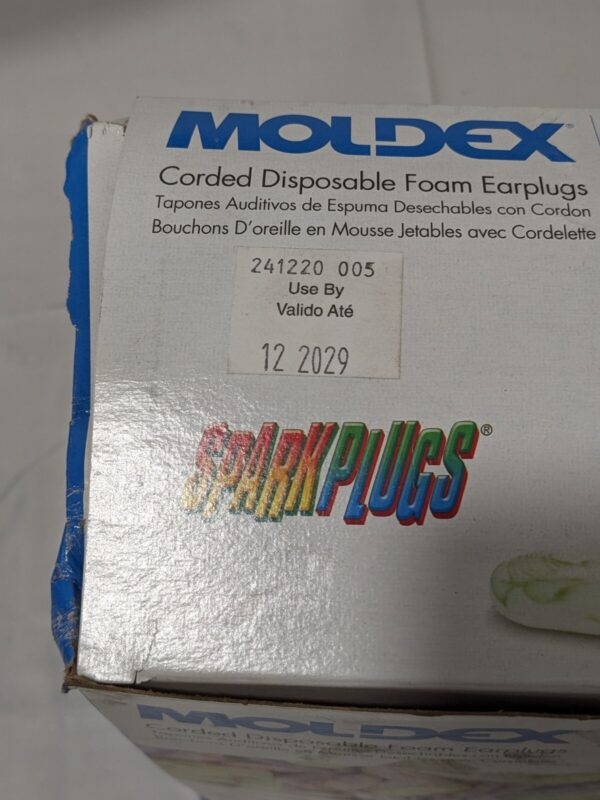 MOLDEX®
Corded Disposable Foam Earplugs
Tapones Auditivos de Espuma Desechables con Cordon
Bouchons D'oreille en Mousse Jetables avec Cordelette
241220 005
Use By
Valido Até
12 2029
SPARKPLUGS®
MOLDEX
Corded Disposable Foam Earplugs